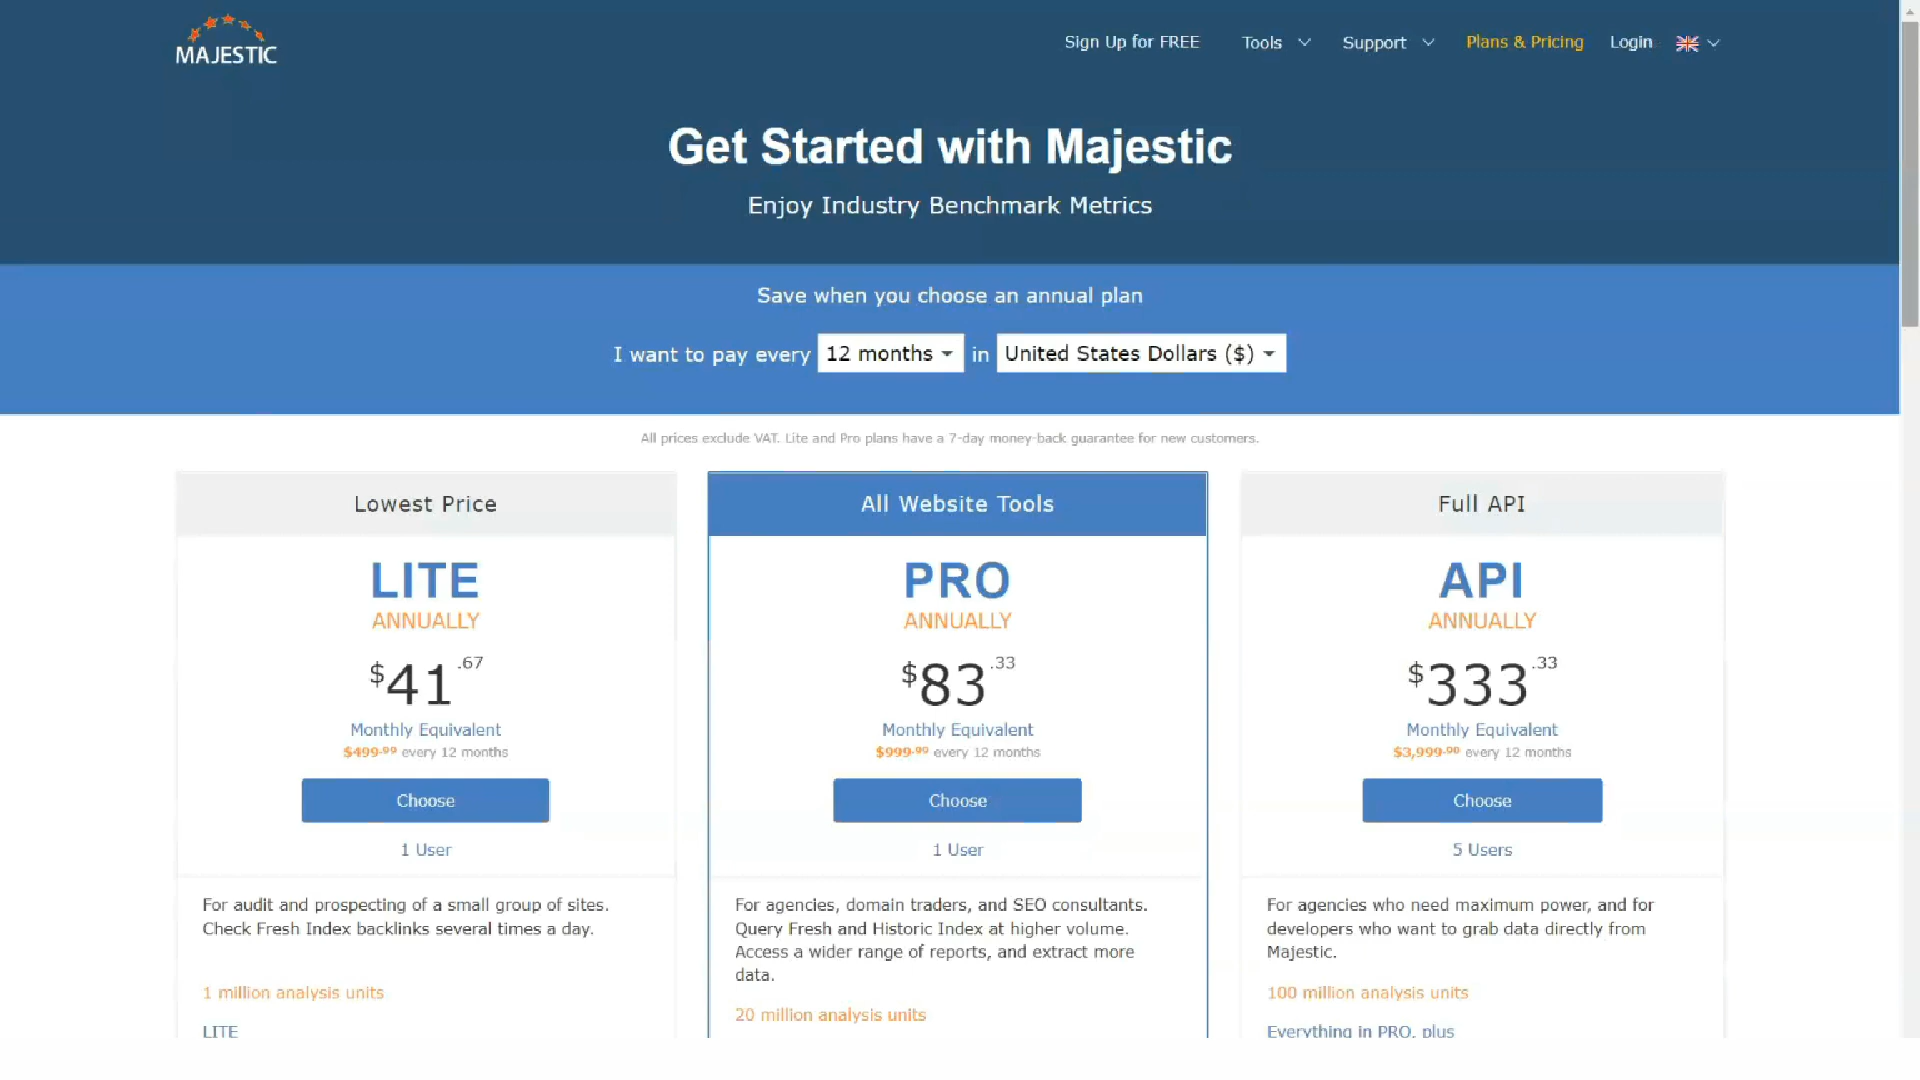 MAJESTIC
Sign Up for FREE Tools Support Plans & Pricing Login
Get Started with Majestic
Enjoy Industry Benchmark Metrics
Save when you choose an annual plan
I want to pay every 12 months in United States Dollars ($)
All prices exclude VAT. Lite and Pro plans have a 7-day money-back guarantee for new customers.
Lowest Price
LITE
ANNUALLY
$41.67
Monthly Equivalent
$499.99 every 12 months
Choose
1 User
For audit and prospecting of a small group of sites.
Check Fresh Index backlinks several times a day.
1 million analysis units
LITE
All Website Tools
PRO
ANNUALLY
$83.33
Monthly Equivalent
$999.99 every 12 months
Choose
1 User
For agencies, domain traders, and SEO consultants.
Query Fresh and Historic Index at higher volume.
Access a wider range of reports, and extract more
data.
20 million analysis units
Full API
API
ANNUALLY
$333.33
Monthly Equivalent
$3,999.90 every 12 months
Choose
5 Users
For agencies who need maximum power, and for
developers who want to grab data directly from
Majestic.
100 million analysis units
Everything in PRO, plus